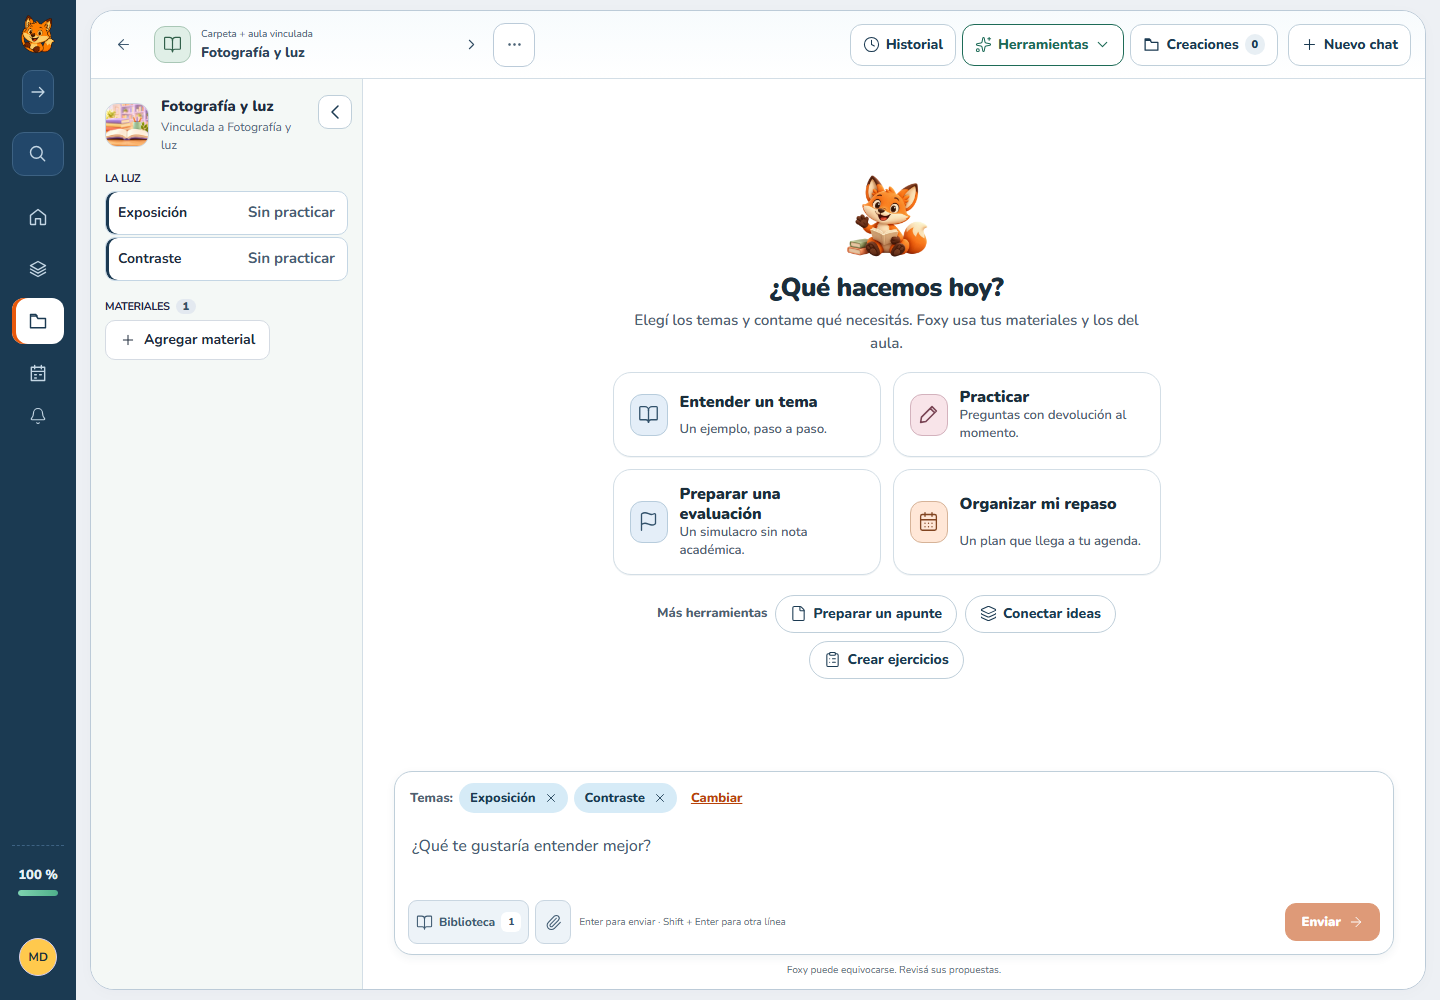 Carpeta + aula vinculada
Fotografía y luz
Historial
Herramientas
Creaciones 0
Nuevo chat
Fotografía y luz
Vinculada a Fotografía y
luz
LA LUZ
Exposición Sin practicar
Contraste Sin practicar
MATERIALES 1
Agregar material
¿Qué hacemos hoy?
Elegí los temas y contame qué necesitás. Foxy usa tus materiales y los del
aula.
Entender un tema
Un ejemplo, paso a paso.
Practicar
Preguntas con devolución al
momento.
Preparar una
evaluación
Un simulacro sin nota
académica.
Organizar mi repaso
Un plan que llega a tu agenda.
Más herramientas
Preparar un apunte
Conectar ideas
Crear ejercicios
Temas: Exposición Contraste Cambiar
¿Qué te gustaría entender mejor?
Biblioteca 1
Enter para enviar · Shift + Enter para otra línea
Enviar
Foxy puede equivocarse. Revisá sus propuestas.
100 %
MD